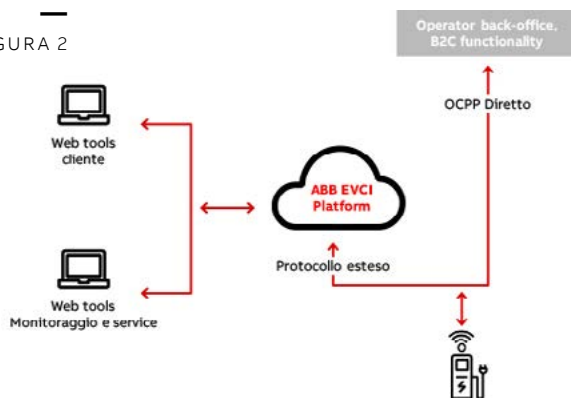 GURA 2
Operator back-office,
B2C functionality
OCPP Diretto
Web tools
cliente
ABB EVCI
Platform
Protocollo esteso
Web tools
Monitoraggio e service